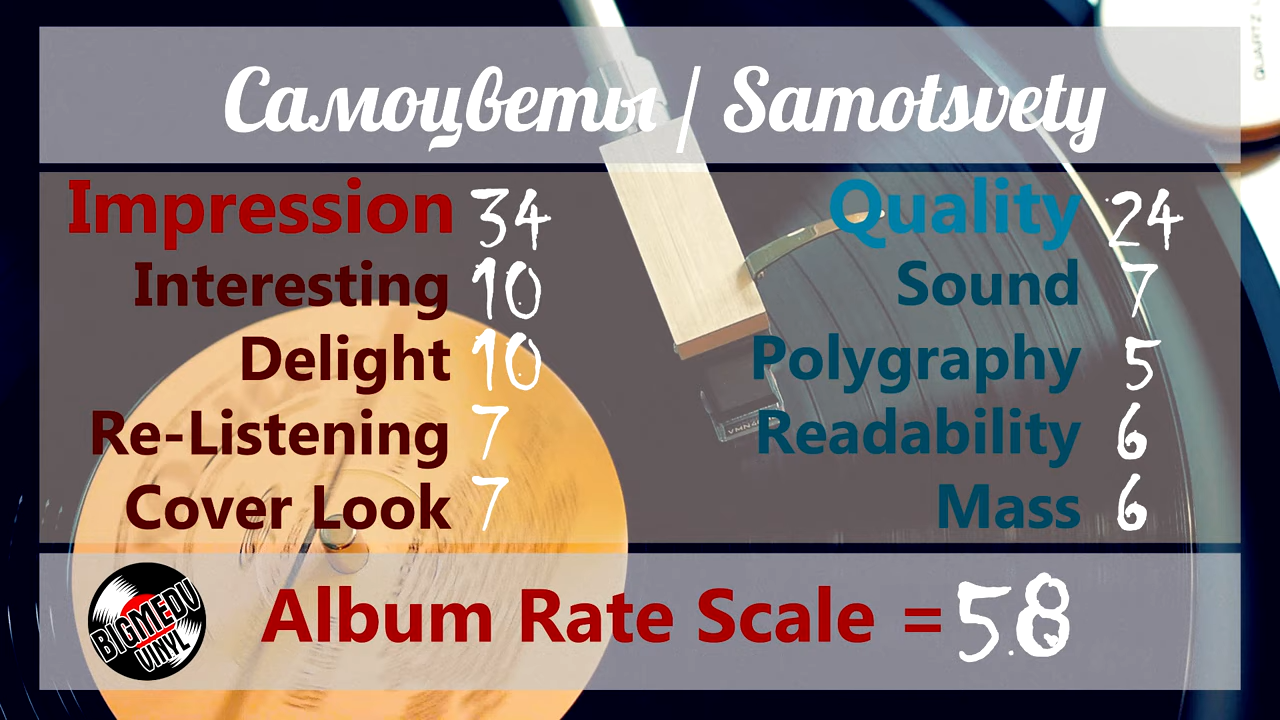 Самоцветы / Samotsvety
Impression 34
Interesting 10
Delight 10
Re-Listening 7
Cover Look 7
Quality 24
Sound 7
Polygraphy 5
Readability 6
Mass 6
Album Rate Scale = 58
BIGMEDU
VINYL
QUARTZ